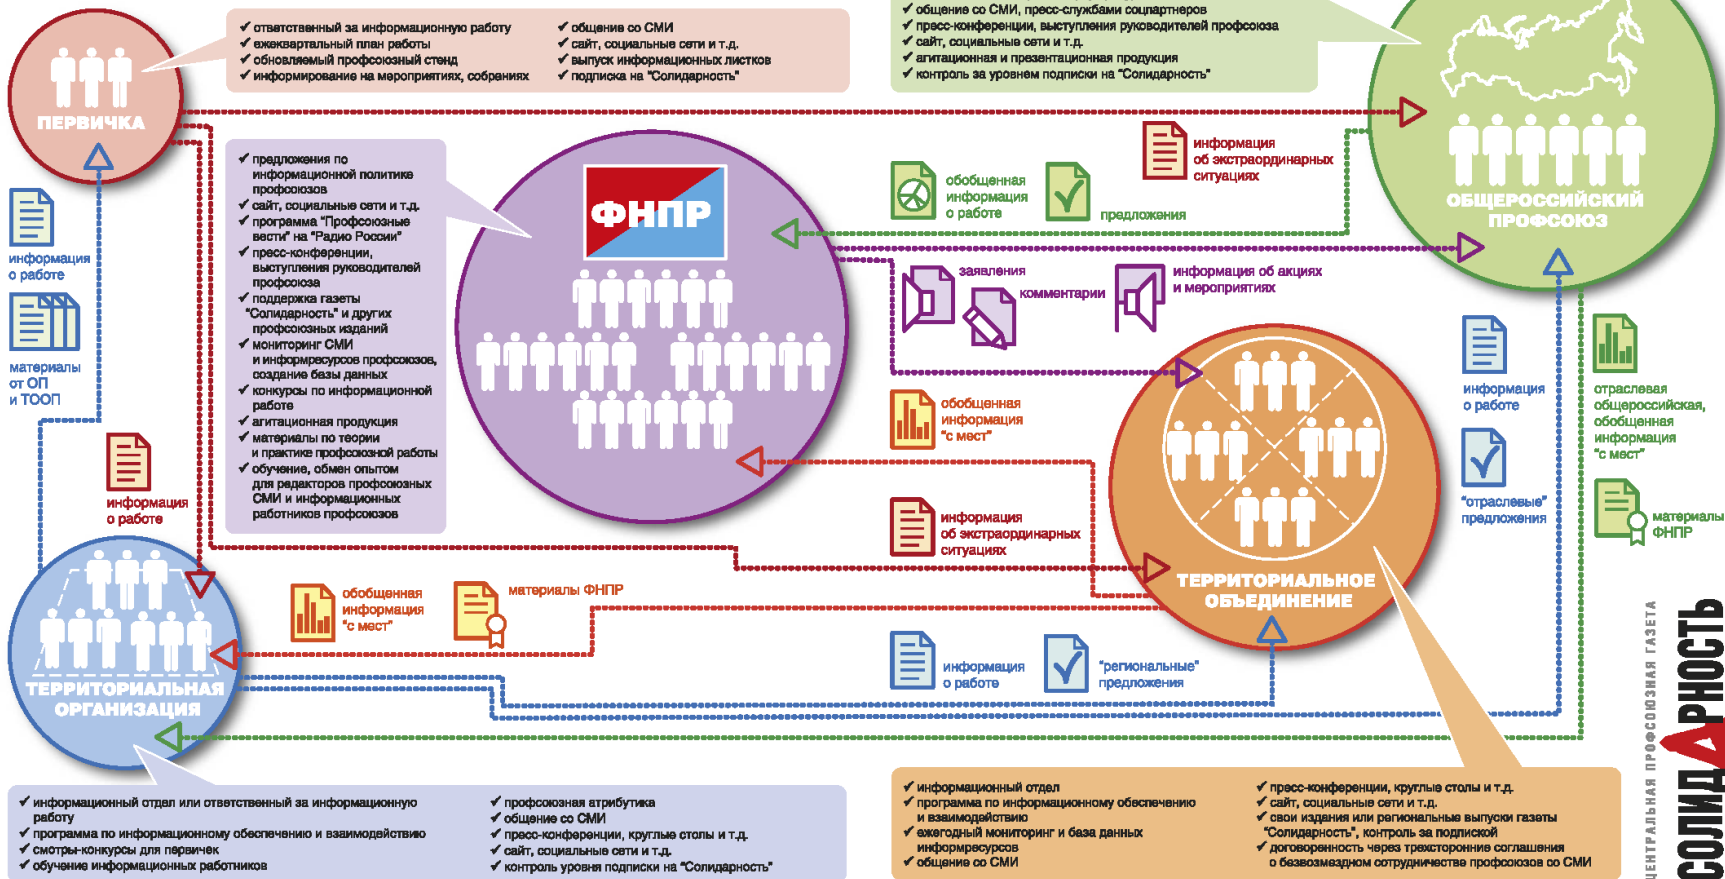 ✓ ответственный за информационную работу
✓ ежеквартальный план работы
✓ обновляемый профсоюзный стенд
✓ информирование на мероприятиях, собраниях
✓ общение со СМИ
✓ сайт, социальные сети и т.д.
✓ выпуск информационных листков
✓ подписка на "Солидарность"
✓ общение со СМИ, пресс-службами соцпартнеров
✓ пресс-конференции, выступления руководителей профсоюза
✓ сайт, социальные сети и т.д.
✓ агитационная и презентационная продукция
✓ контроль за уровнем подписки на "Солидарность"
ПЕРВИЧКА
ОБЩЕРОССИЙСКИЙ
ПРОФСОЮЗ
✓ предложения по
информационной политике
профсоюзов
✓ сайт, социальные сети и т.д.
✓ программа "Профсоюзные
вести" на "Радио России"
✓ пресс-конференции,
выступления руководителей
профсоюза
✓ поддержка газеты
"Солидарность" и других
профсоюзных изданий
✓ мониторинг СМИ
и информресурсов профсоюзов,
создание базы данных
✓ конкурсы по информационной
работе
✓ агитационная продукция
✓ материалы по теории
и практике профсоюзной работы
✓ обучение, обмен опытом
для редакторов профсоюзных
СМИ и информационных
работников профсоюзов
ФНПР
информация
об экстраординарных
ситуациях
обобщенная
информация
о работе
предложения
заявления
комментарии
информация об акциях
и мероприятиях
информация
о работе
материалы
от ОП
и ТООП
информация
о работе
обобщенная
информация
"с мест"
информация
об экстраординарных
ситуациях
информация
о работе
"отраслевые"
предложения
отраслевая
общероссийская,
обобщенная
информация
"с мест"
материалы
ФНПР
ТЕРРИТОРИАЛЬНОЕ
ОБЪЕДИНЕНИЕ
обобщенная
информация
"с мест"
материалы ФНПР
информация
о работе
"региональные"
предложения
ТЕРРИТОРИАЛЬНАЯ
ОРГАНИЗАЦИЯ
✓ информационный отдел или ответственный за информационную
работу
✓ программа по информационному обеспечению и взаимодействию
✓ смотры-конкурсы для первичек
✓ обучение информационных работников
✓ профсоюзная атрибутика
✓ общение со СМИ
✓ пресс-конференции, круглые столы и т.д.
✓ сайт, социальные сети и т.д.
✓ контроль уровня подписки на "Солидарность"
✓ информационный отдел
✓ программа по информационному обеспечению
и взаимодействию
✓ ежегодный мониторинг и база данных
информресурсов
✓ общение со СМИ
✓ пресс-конференции, круглые столы и т.д.
✓ сайт, социальные сети и т.д.
✓ свои издания или региональные выпуски газеты
"Солидарность", контроль за подпиской
✓ договоренность через трехсторонние соглашения
о безвозмездном сотрудничестве профсоюзов со СМИ
ЦЕНТРАЛЬНАЯ ПРОФСОЮЗНАЯ ГАЗЕТА
СОЛИДАРНОСТЬ